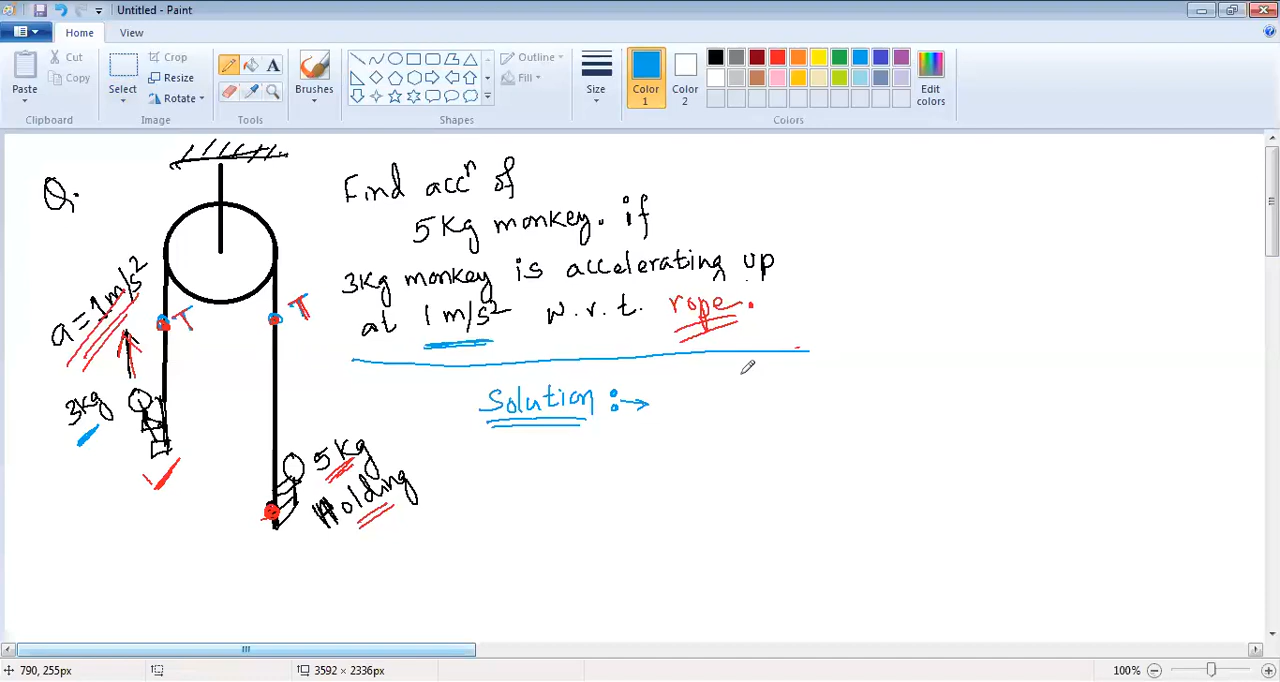 Untitled - Paint
Home
View
Paste
Cut
Copy
Clipboard
Select
Crop
Resize
Rotate
Image
A
Tools
Brushes
Outline
Fill
Shapes
Size
Color 1
Color 2
Edit colors
Colors
Q.
Find accⁿ of
5Kg monkey. if
3Kg monkey is accelerating up
at 1m/s² w.r.t. rope.
Solution :→
a = 1m/s²
T
T
3kg
5Kg
Holding
790, 255px
3592 × 2336px
100%